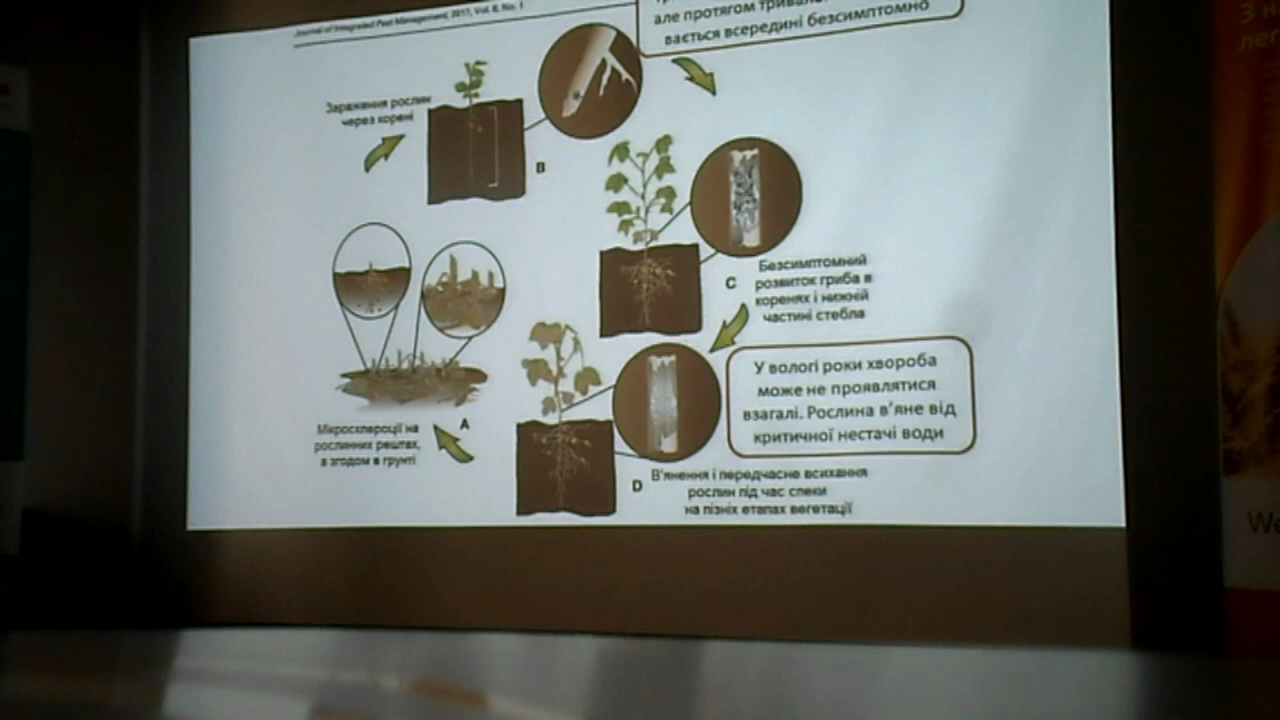 Journal of Integrated Pest Management, 2017, Vol. 8, No. 1
але протягом
вається всередині безсимптомно
Зараження рослин
через корені
B
C
Безсимптомний
розвиток гриба в
коренях і нижній
частині стебла
У вологі роки хвороба
може не проявлятися
взагалі. Рослина в’яне від
критичної нестачі води
A
Мікросклероції на
рослинних рештах,
а згодом в ґрунті
D
В'янення і передчасне всихання
рослин під час спеки
на пізніх етапах вегетації